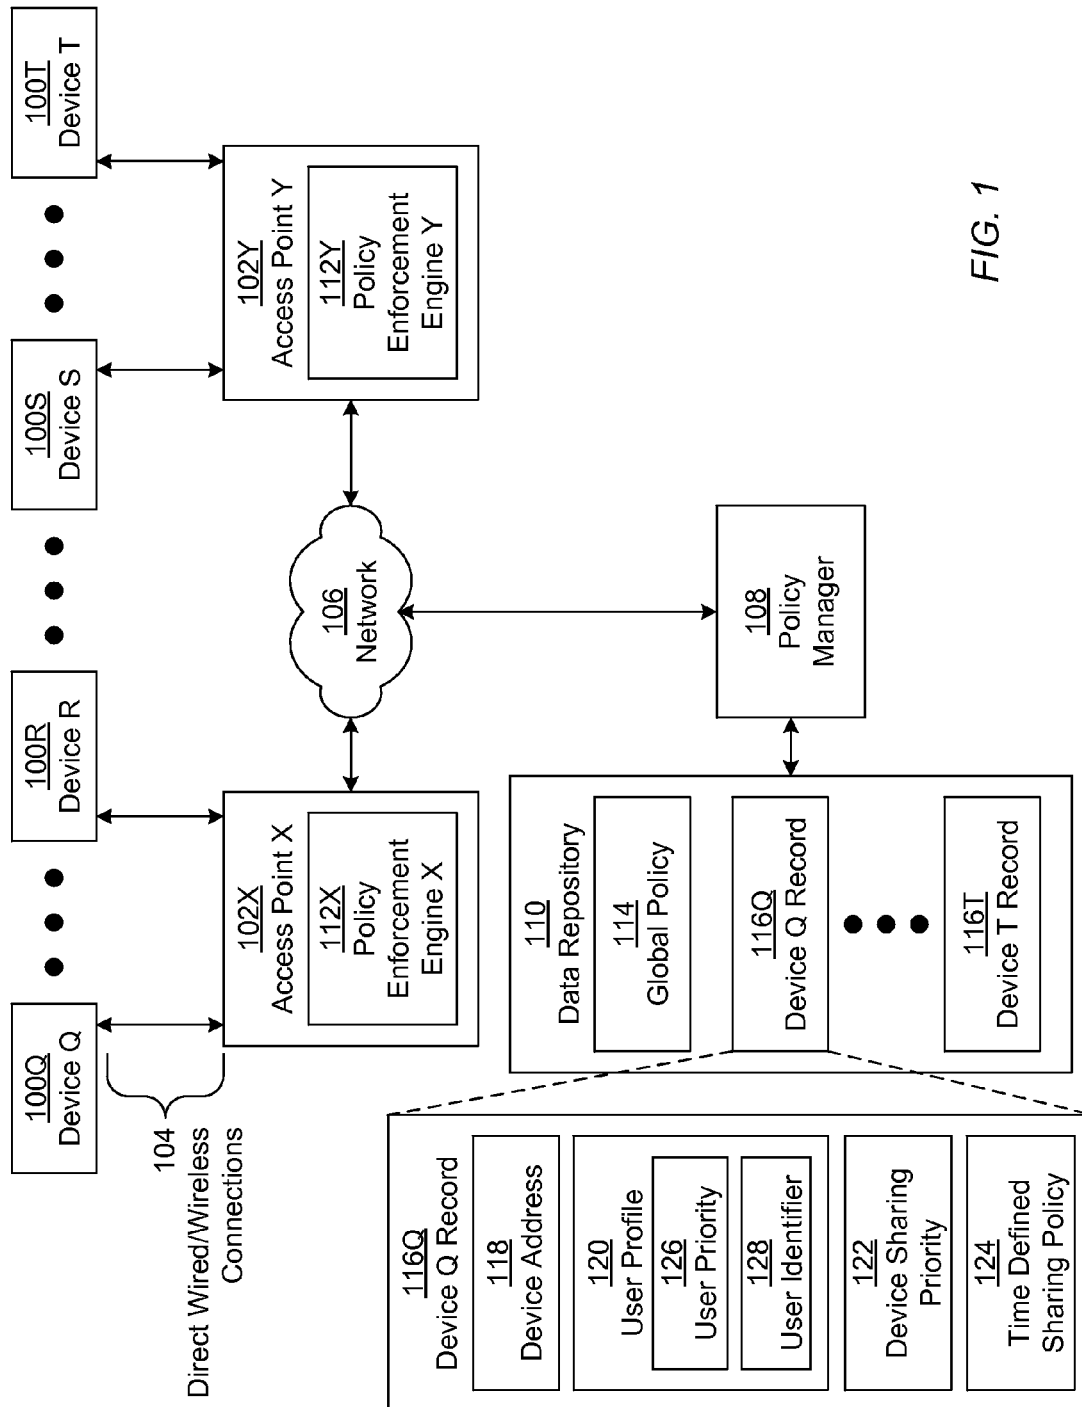 100Q
Device Q
100R
Device R
100S
Device S
100T
Device T
104
Direct Wired/Wireless
Connections
102X
Access Point X
112X
Policy
Enforcement
Engine X
106
Network
102Y
Access Point Y
112Y
Policy
Enforcement
Engine Y
116Q
Device Q Record
118
Device Address
120
User Profile
126
User Priority
128
User Identifier
122
Device Sharing
Priority
124
Time Defined
Sharing Policy
110
Data Repository
114
Global Policy
116Q
Device Q Record
116T
Device T Record
108
Policy
Manager
FIG. 1